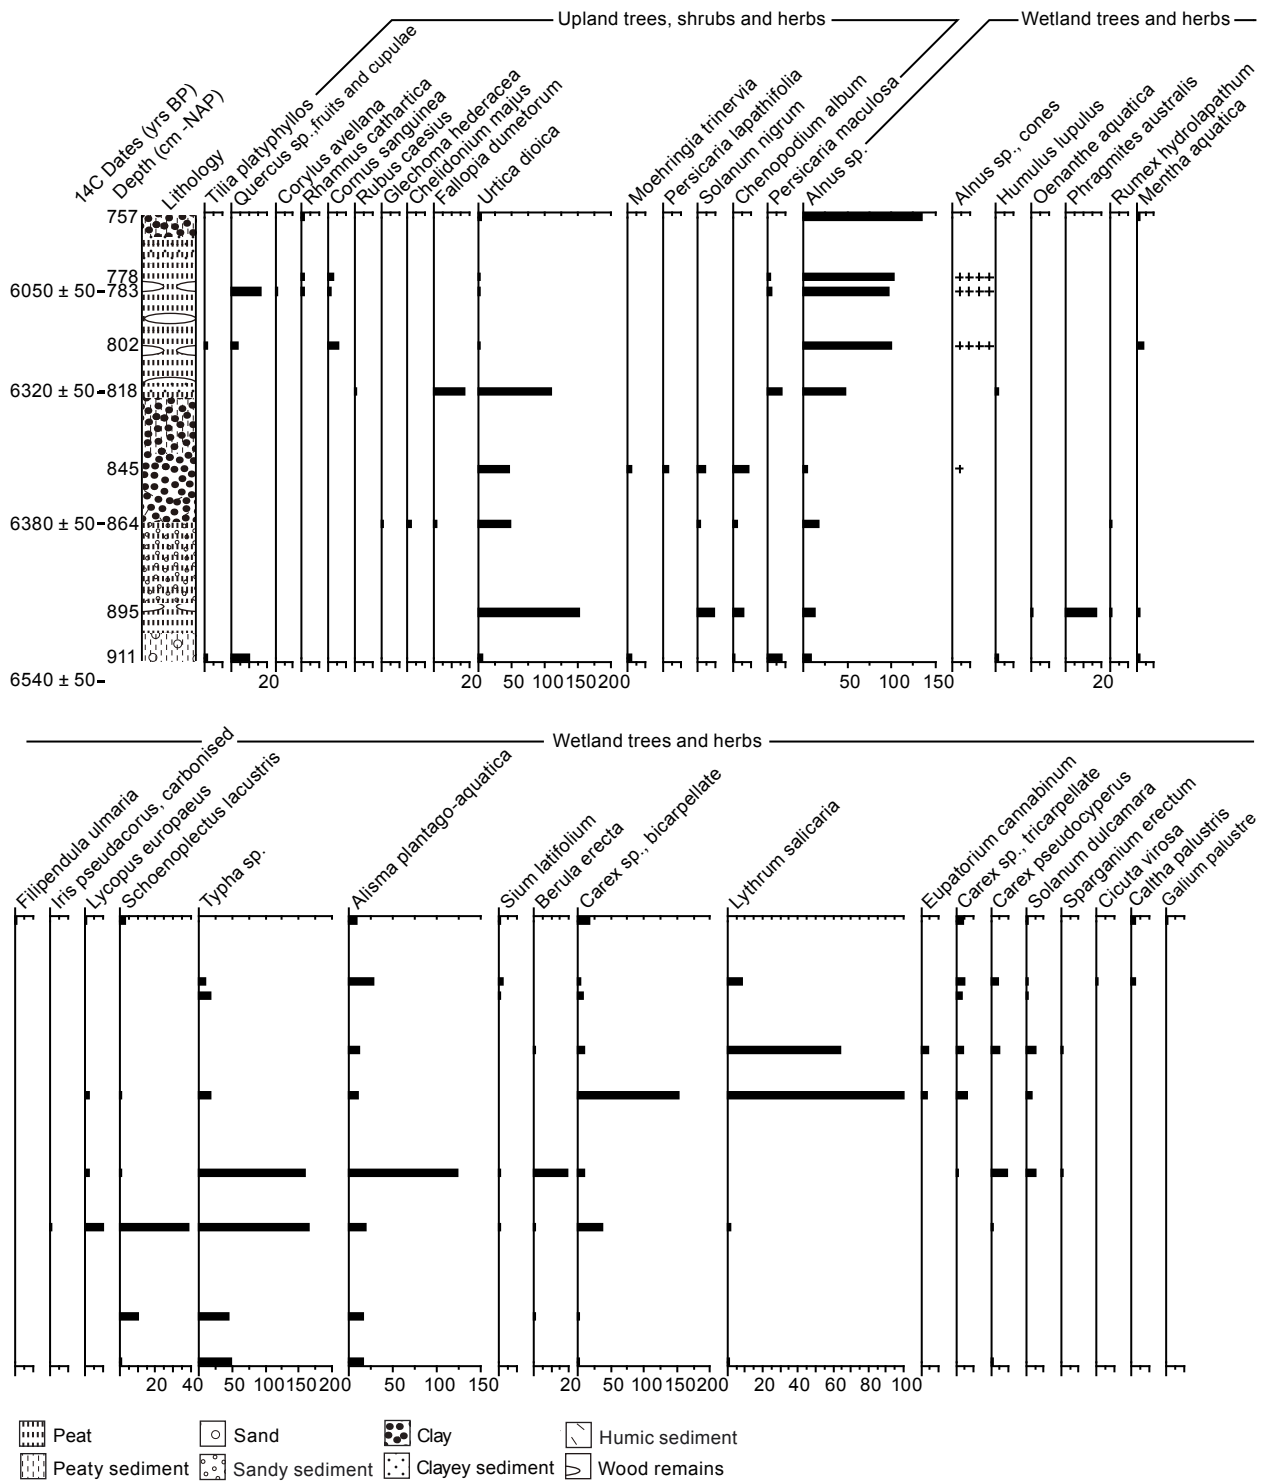 Upland trees, shrubs and herbs
Wetland trees and herbs
14C Dates (yrs BP)
Depth (cm -NAP)
Lithology
Tilia platyphyllos
Quercus sp.,fruits and cupulae
Corylus avellana
Rhamnus cathartica
Cornus sanguinea
Rubus caesius
Glechoma hederacea
Chelidonium majus
Fallopia dumetorum
Urtica dioica
Moehringia trinervia
Persicaria lapathifolia
Solanum nigrum
Chenopodium album
Persicaria maculosa
Alnus sp.
Alnus sp., cones
Humulus lupulus
Oenanthe aquatica
Phragmites australis
Rumex hydrolapathum
Mentha aquatica
757
778
++++
6050 ± 50
783
++++
802
++++
6320 ± 50
818
845
+
6380 ± 50
864
895
911
6540 ± 50
20 20 50 100 150 200 50 100 150 20
Wetland trees and herbs
Filipendula ulmaria
Iris pseudacorus, carbonised
Lycopus europaeus
Schoenoplectus lacustris
Typha sp.
Alisma plantago-aquatica
Sium latifolium
Berula erecta
Carex sp., bicarpellate
Lythrum salicaria
Eupatorium cannabinum
Carex sp., tricarpellate
Carex pseudocyperus
Solanum dulcamara
Sparganium erectum
Cicuta virosa
Caltha palustris
Galium palustre
20 40 50 100 150 200 50 100 150 20 50 100 150 200 20 40 60 80 100
Peat
Sand
Clay
Humic sediment
Peaty sediment
Sandy sediment
Clayey sediment
Wood remains